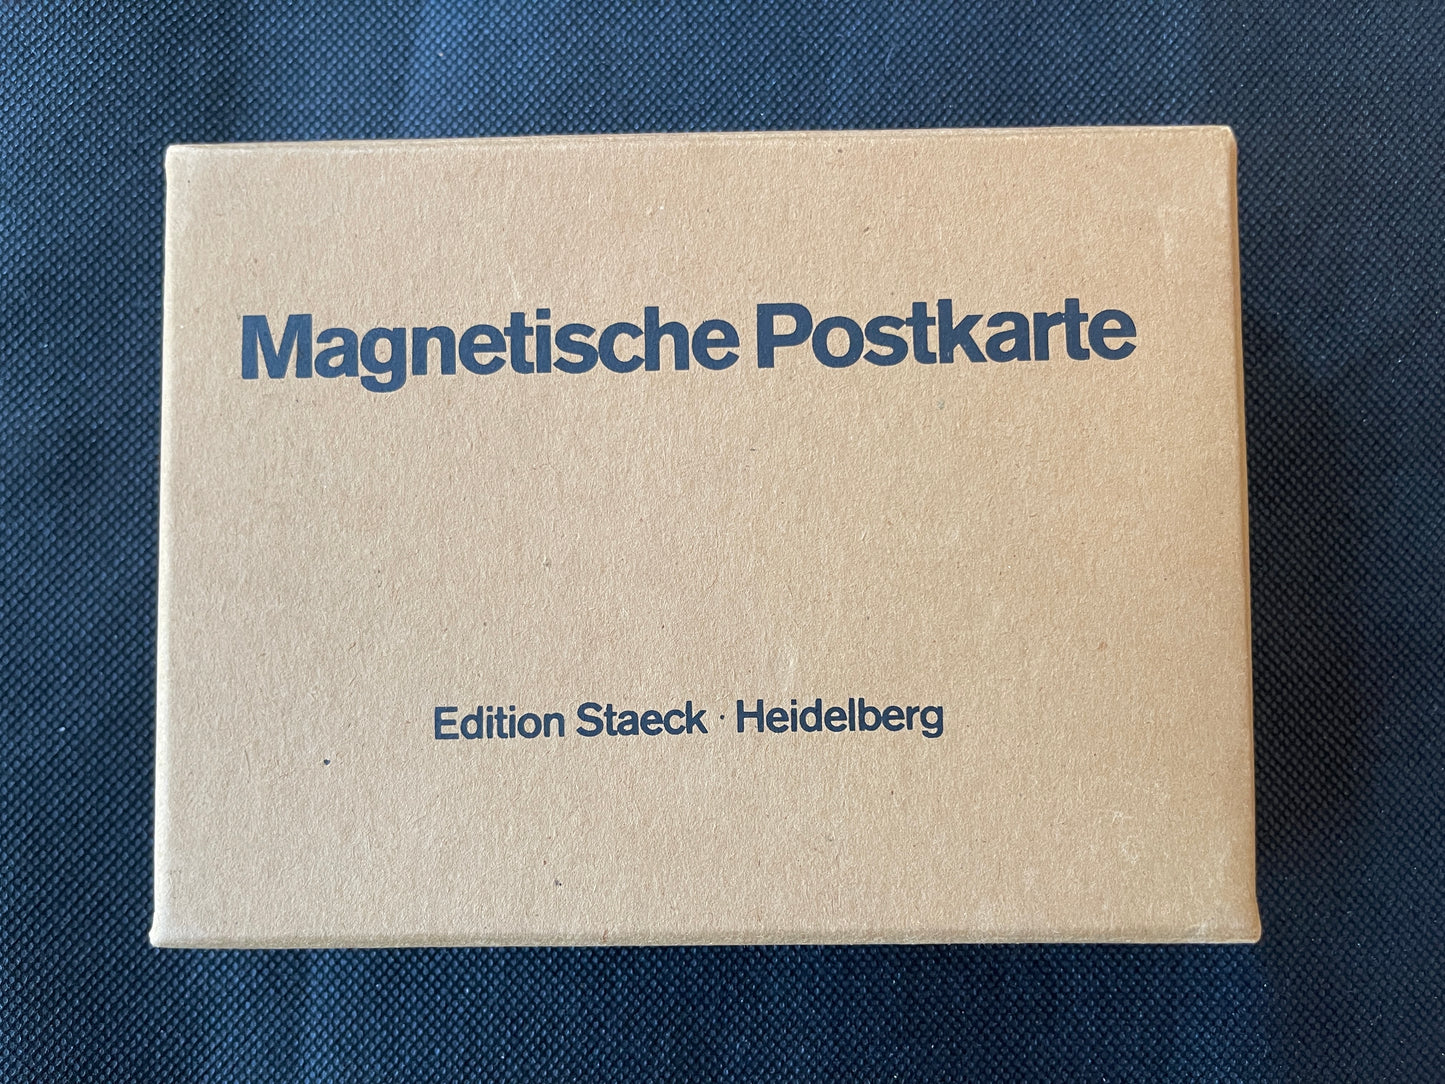 Magnetische Postkarte
Edition Staeck · Heidelberg